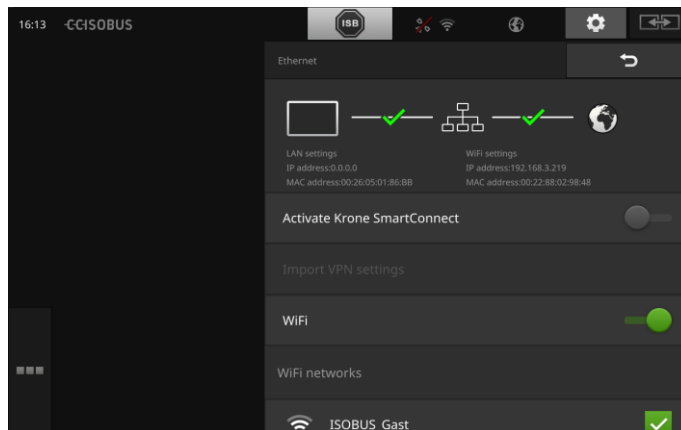 16:13 CCISOBUS
ISB
Ethernet
LAN settings
IP address:0.0.0.0
MAC address:00:26:05:01:86:BB
WiFi settings
IP address:192.168.3.219
MAC address:00:22:88:02:98:48
Activate Krone SmartConnect
Import VPN settings
WiFi
WiFi networks
ISOBUS_Gast